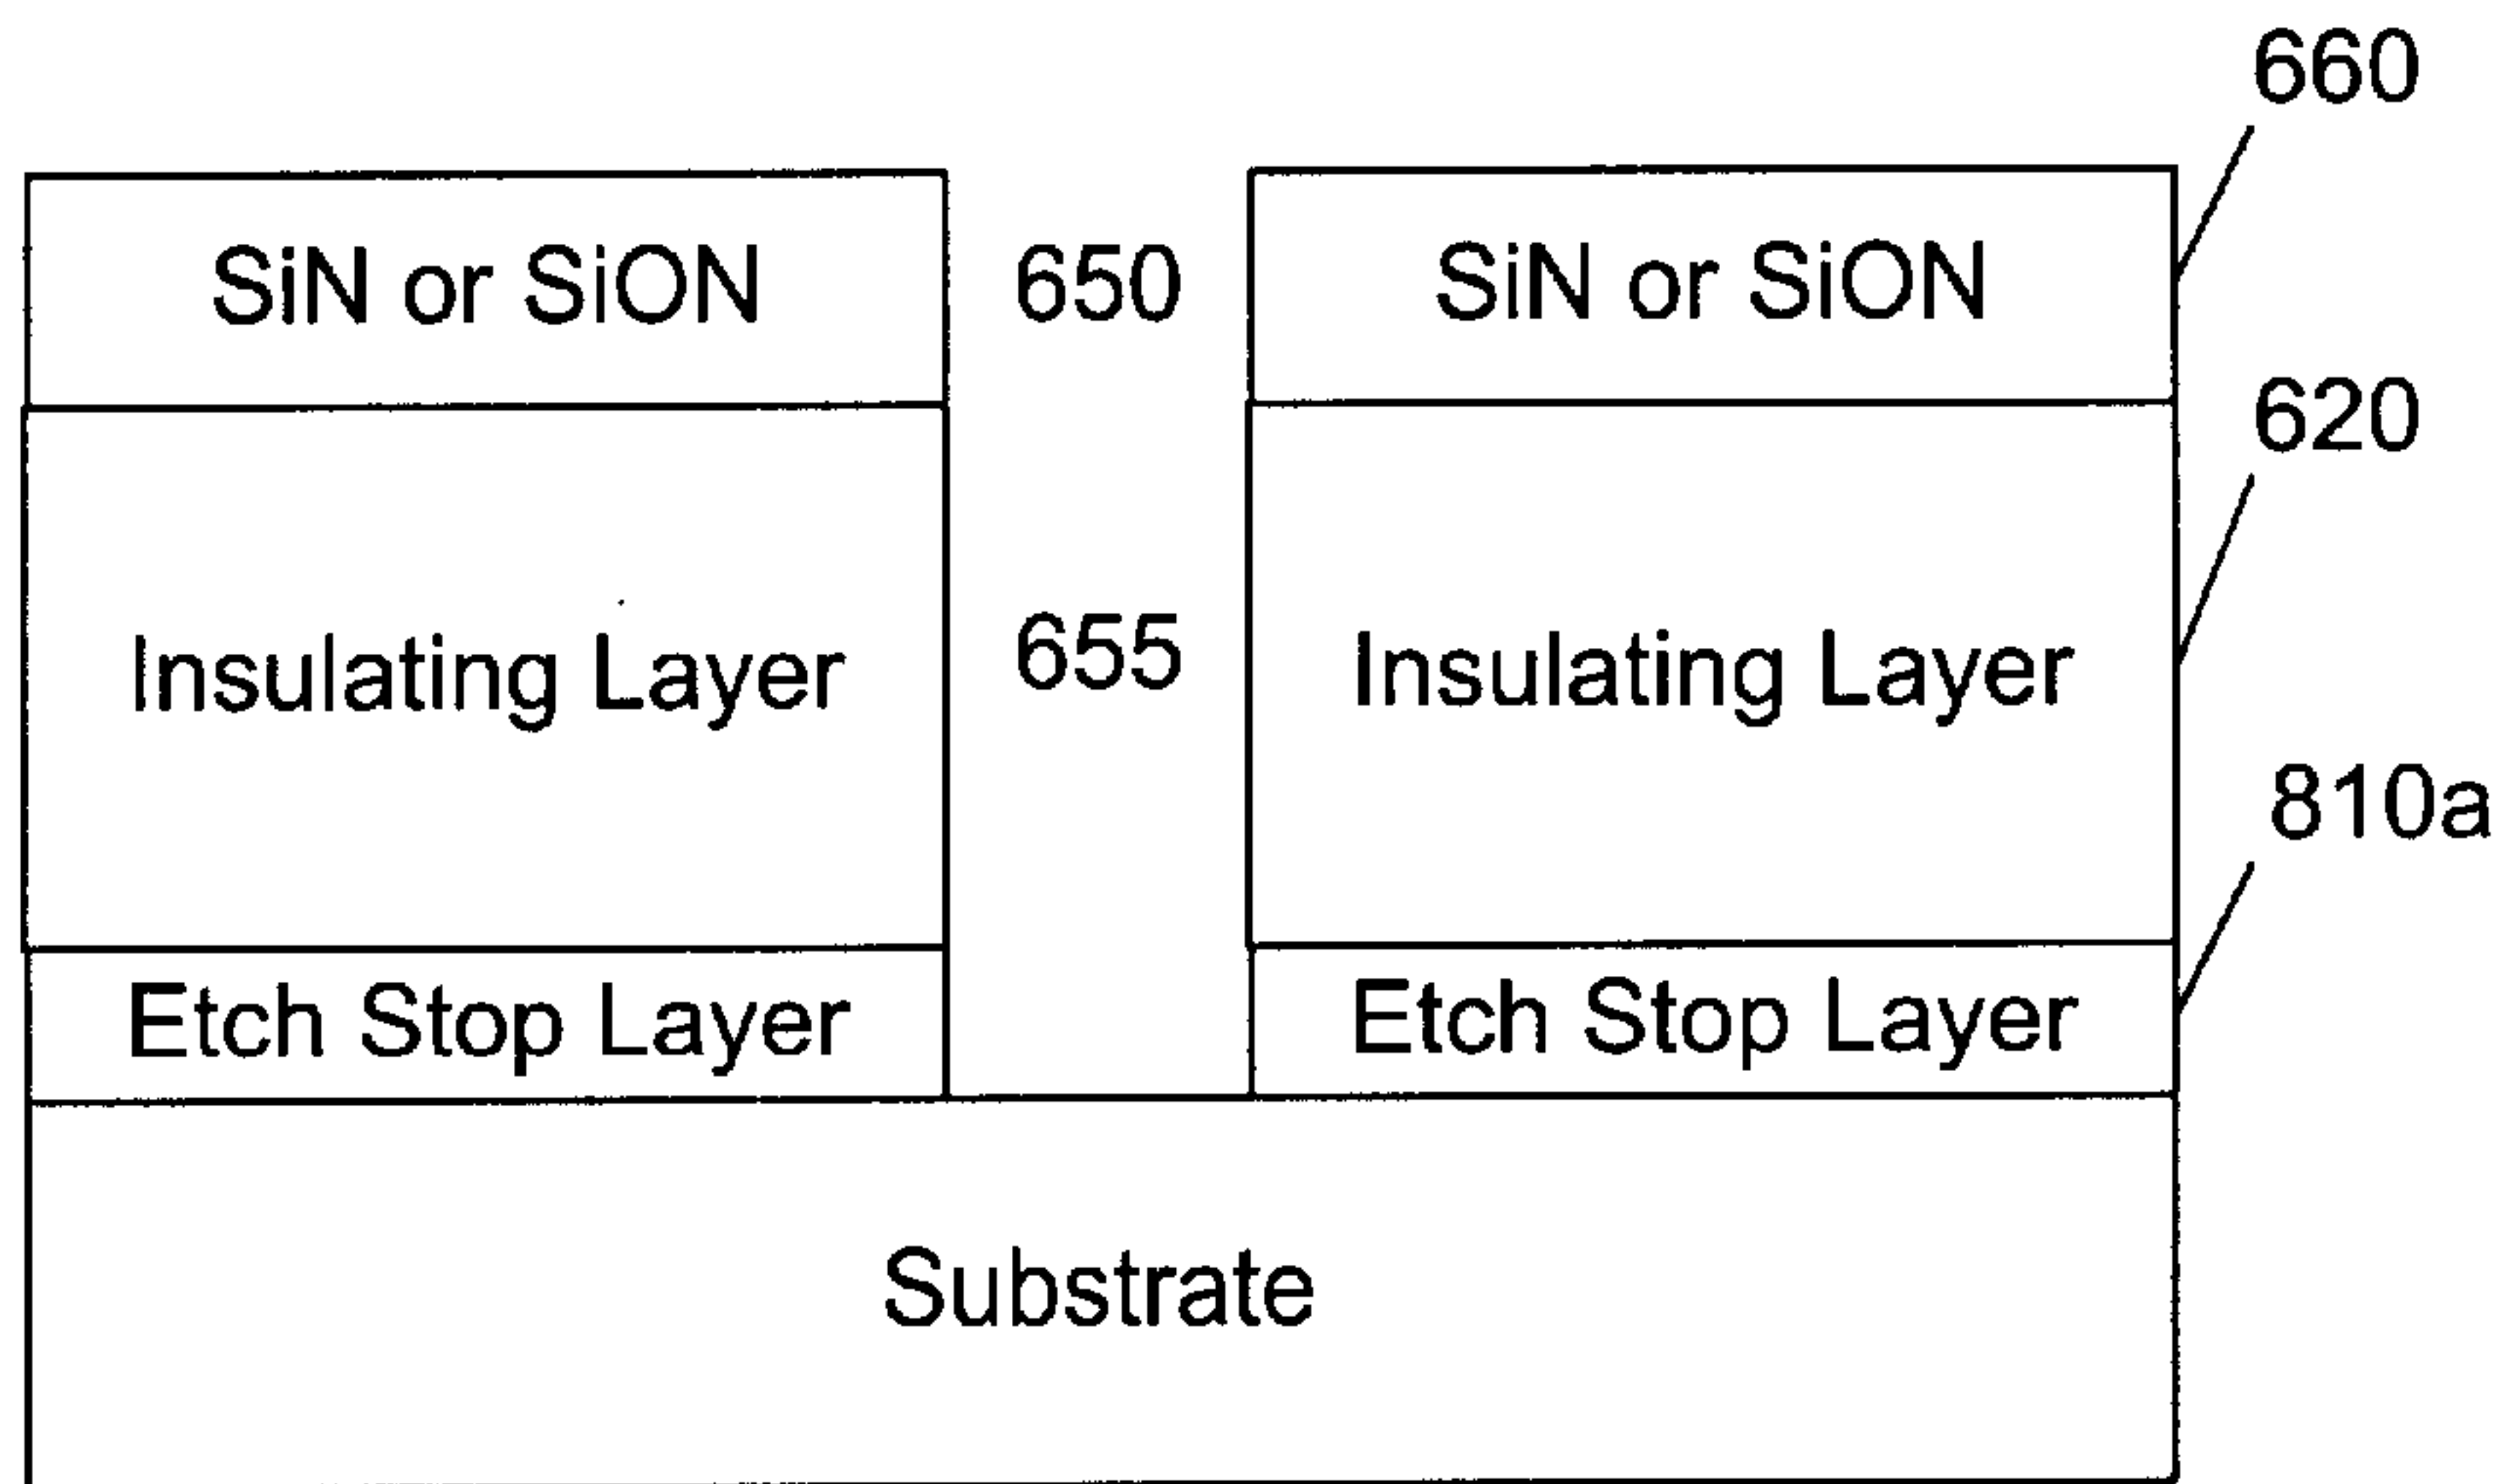 660
SiN or SiON
650
SiN or SiON
620
Insulating Layer
655
Insulating Layer
810a
Etch Stop Layer
Etch Stop Layer
Substrate